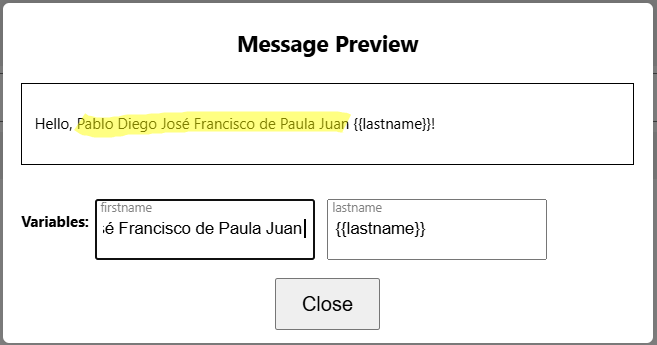 Message Preview
Hello, Pablo Diego José Francisco de Paula Juan {{lastname}}!
Variables:
firstname
sé Francisco de Paula Juan
lastname
{{lastname}}
Close